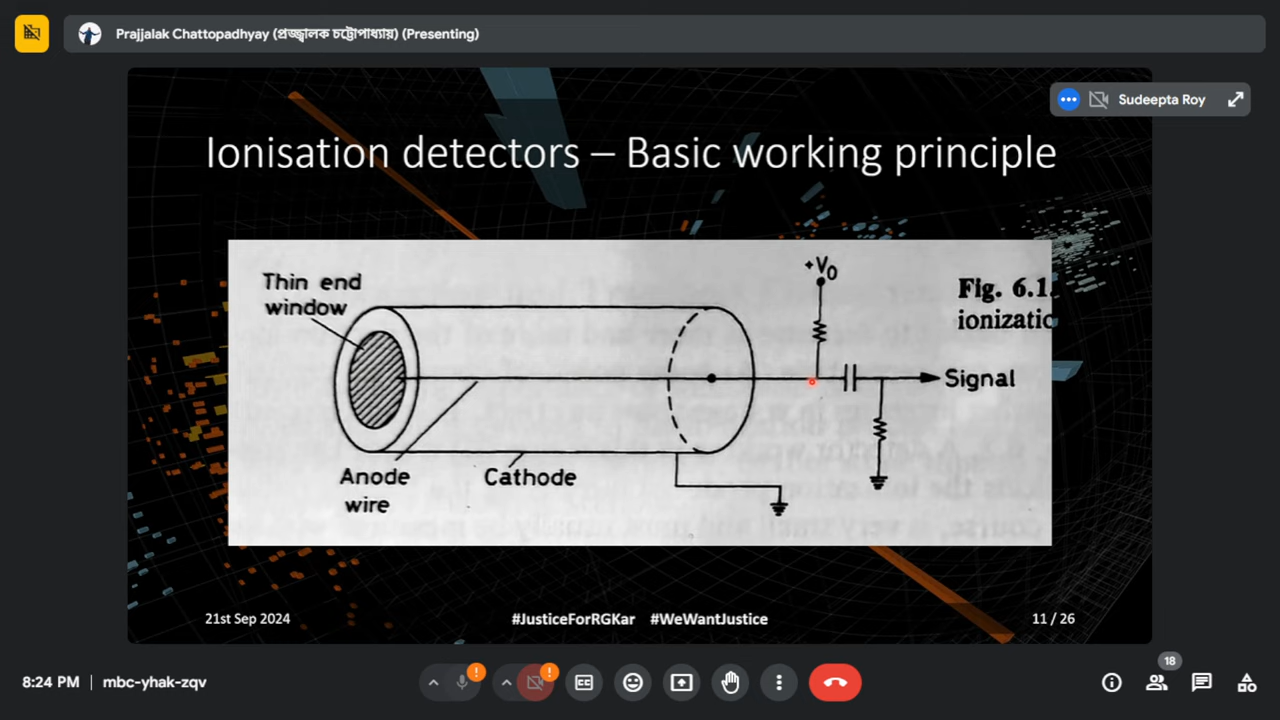 Prajjalak Chattopadhyay (প্রজ্জ্বালক চট্টোপাধ্যায়) (Presenting)
Sudeepta Roy
Ionisation detectors – Basic working principle
Thin end
window
+V0
Fig. 6.1
ionizatio
Signal
Anode
wire
Cathode
21st Sep 2024
#JusticeForRGKar #WeWantJustice
11 / 26
8:24 PM | mbc-yhak-zqv
18